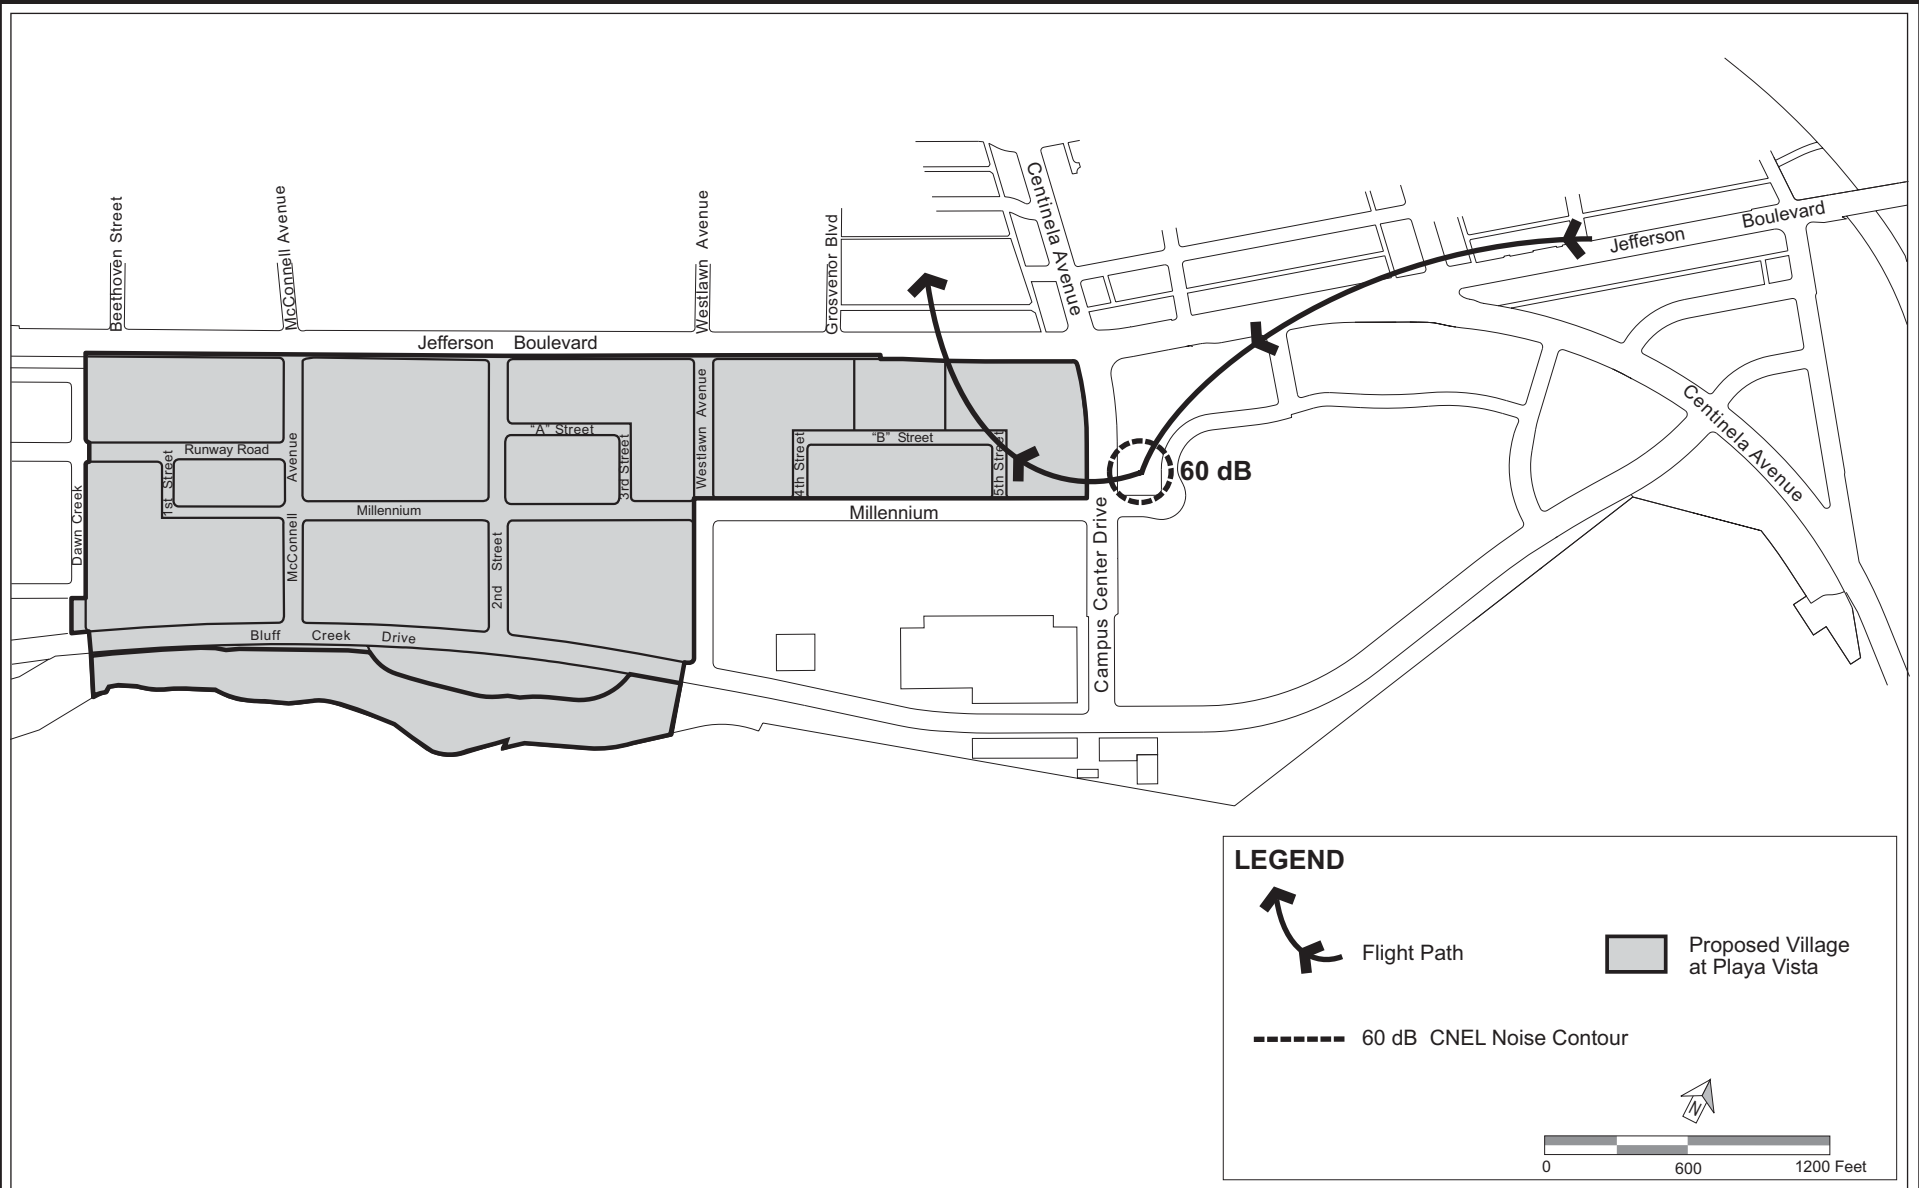 Beethoven Street
McConnell Avenue
Westlawn Avenue
Grosvenor Blvd
Centinela Avenue
Jefferson Boulevard
Jefferson Boulevard
"A" Street
"B" Street
Runway Road
1st Street
McConnell Avenue
3rd Street
Westlawn Avenue
4th Street
5th Street
60 dB
Centinela Avenue
Dawn Creek
Millennium
Millennium
2nd Street
Campus Center Drive
Bluff Creek Drive
LEGEND
Flight Path
Proposed Village
at Playa Vista
60 dB CNEL Noise Contour
N
0 600 1200 Feet